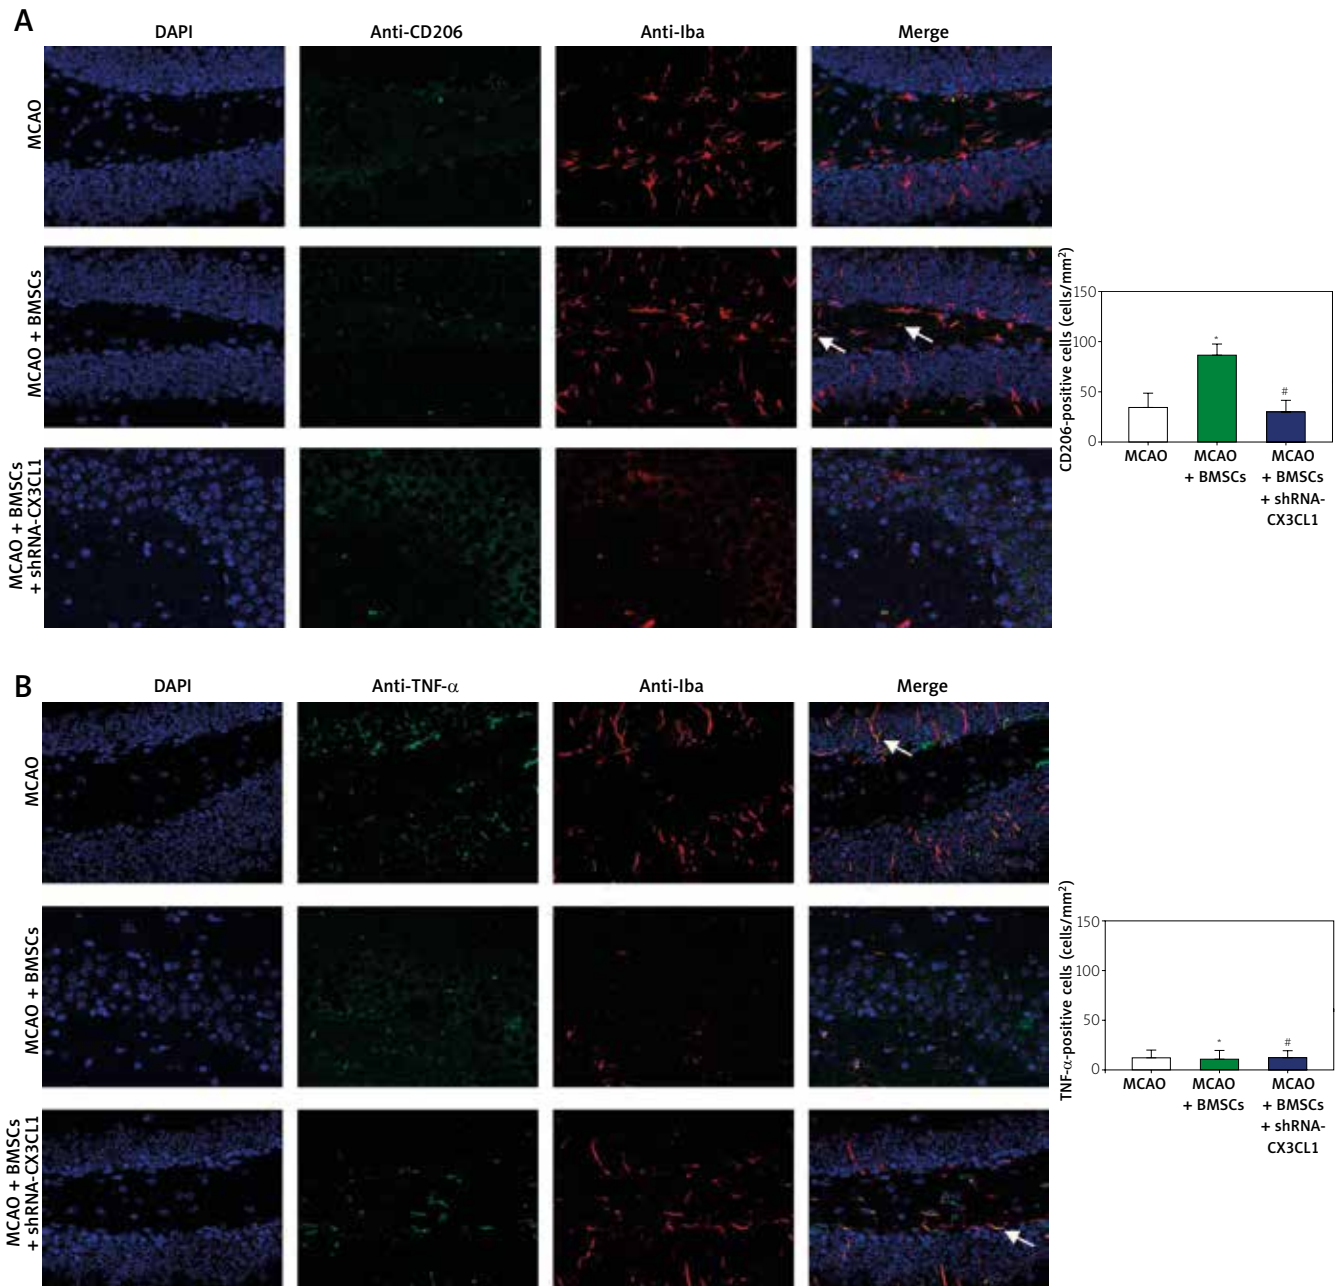 A
DAPI Anti-CD206 Anti-Iba Merge
MCAO
MCAO + BMSCs
MCAO + BMSCs
+ shRNA-CX3CL1
CD206-positive cells (cells/mm²)
150
100
50
0
*
#
MCAO MCAO MCAO
+ BMSCs + BMSCs
+ shRNA-
CX3CL1
B
DAPI Anti-TNF-α Anti-Iba Merge
MCAO
MCAO + BMSCs
MCAO + BMSCs
+ shRNA-CX3CL1
TNF-α-positive cells (cells/mm²)
150
100
50
0
*
#
MCAO MCAO MCAO
+ BMSCs + BMSCs
+ shRNA-
CX3CL1